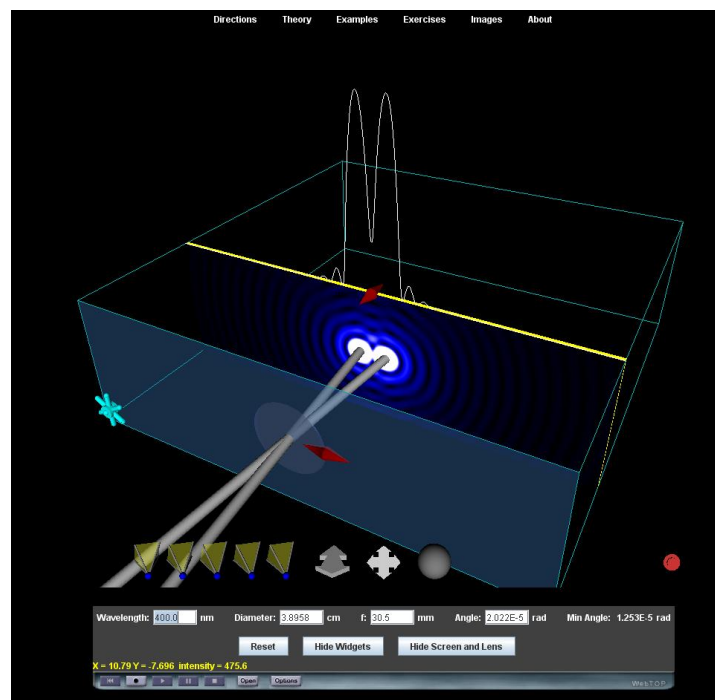 Directions Theory Examples Exercises Images About
Wavelength: 400.0 nm Diameter: 3.8958 cm f: 30.5 mm Angle: 2.022E-5 rad Min Angle: 1.253E-5 rad
Reset Hide Widgets Hide Screen and Lens
X = 10.79 Y = -7.696 intensity = 475.6
Open Options WebTOP